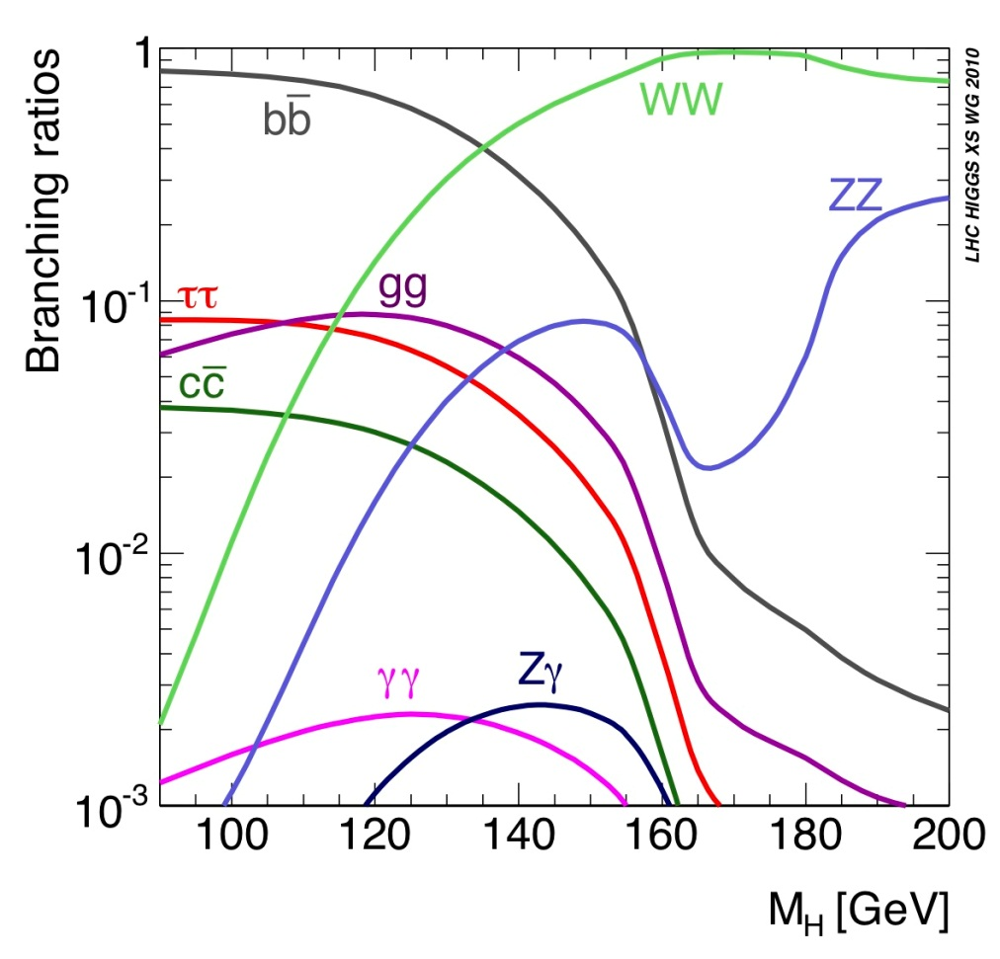 Branching ratios
1
10⁻¹
10⁻²
10⁻³
bb̄
WW
ZZ
ττ
gg
cc̄
γγ
Zγ
100 120 140 160 180 200
M_H [GeV]
LHC HIGGS XS WG 2010